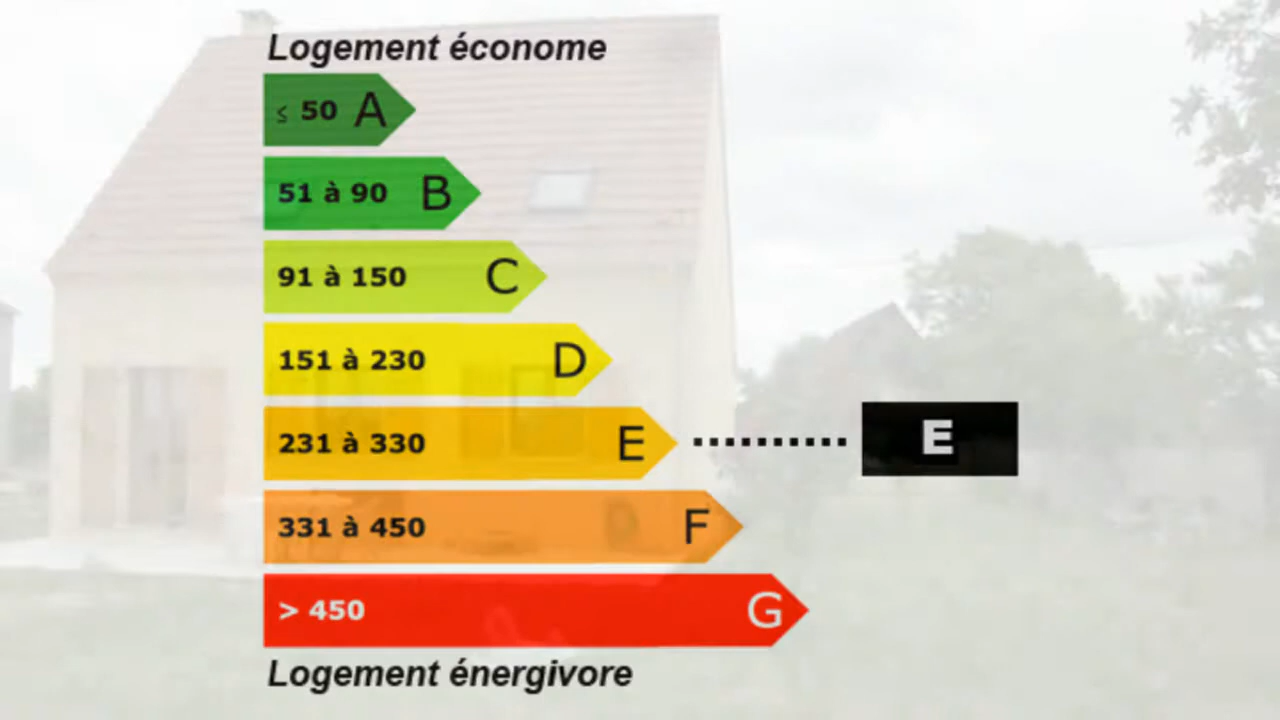 Logement économe
≤ 50 A
51 à 90 B
91 à 150 C
151 à 230 D
231 à 330 E
E
331 à 450 F
> 450 G
Logement énergivore